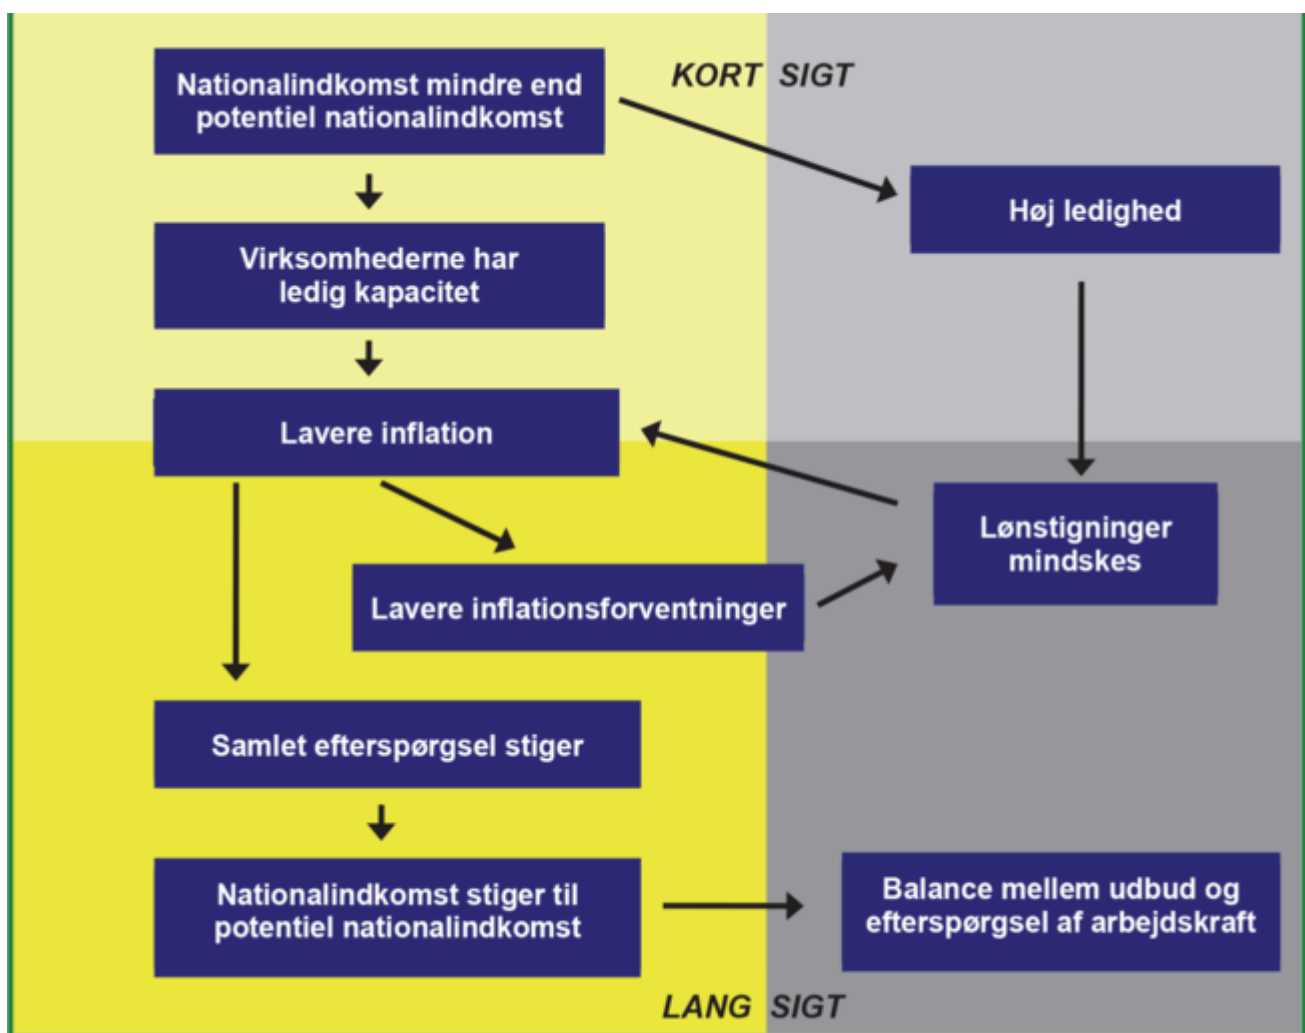 KORT SIGT
Nationalindkomst mindre end
potentiel nationalindkomst
Høj ledighed
Virksomhederne har
ledig kapacitet
Lavere inflation
Lønstigninger
mindskes
Lavere inflationsforventninger
Samlet efterspørgsel stiger
Nationalindkomst stiger til
potentiel nationalindkomst
Balance mellem udbud og
efterspørgsel af arbejdskraft
LANG SIGT